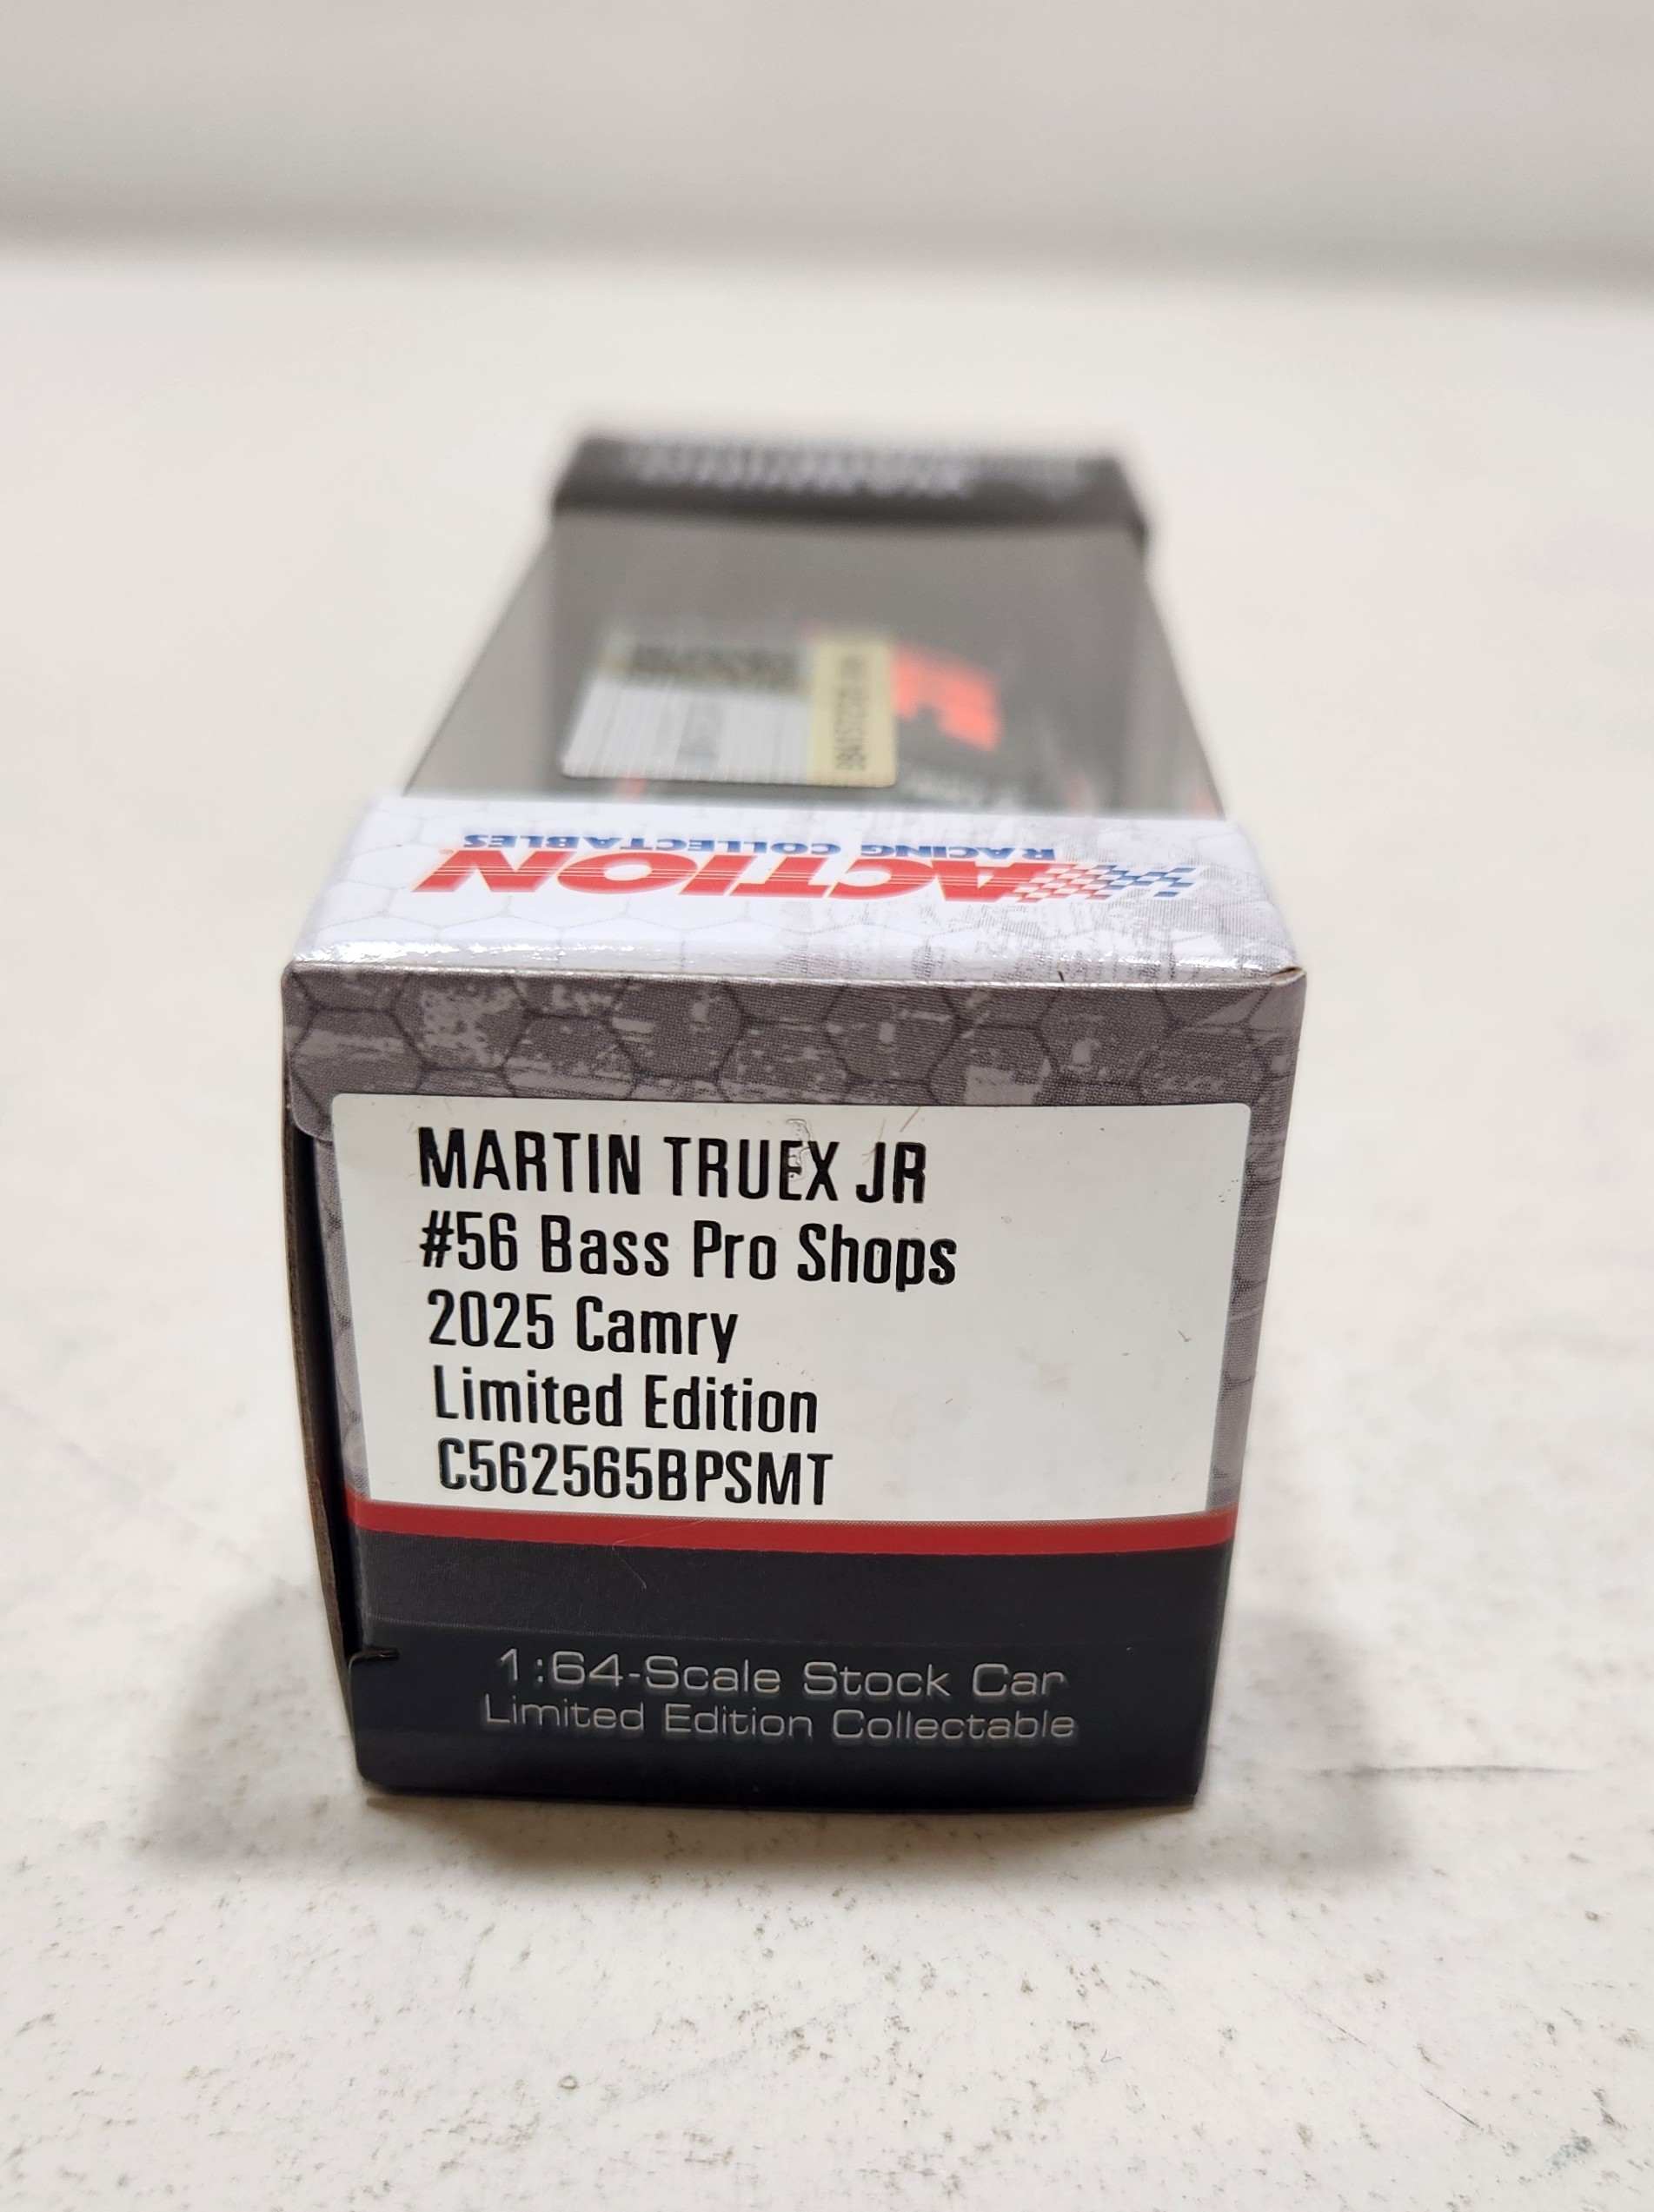 ACTION
RACING COLLECTABLES
MARTIN TRUEX JR
#56 Bass Pro Shops
2025 Camry
Limited Edition
C562565BPSMT
1:64-Scale Stock Car
Limited Edition Collectable